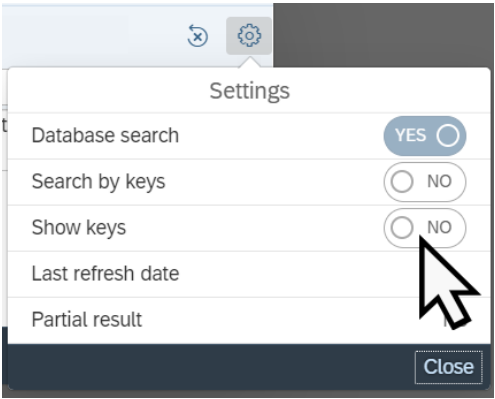 Settings
Database search YES
Search by keys NO
Show keys NO
Last refresh date
Partial result
Close